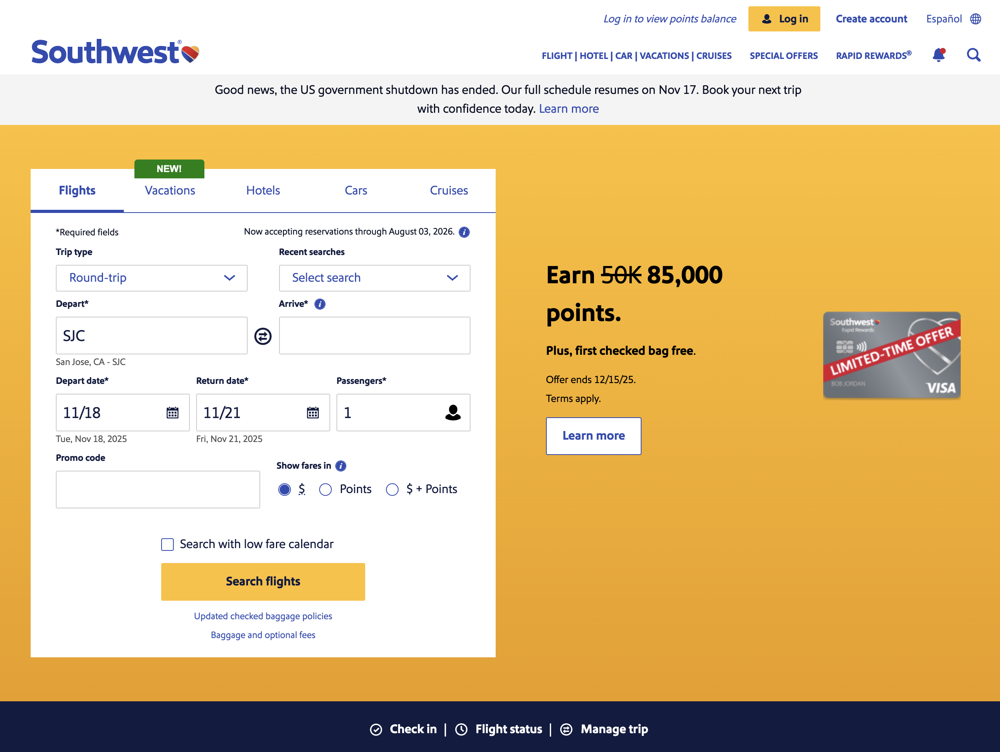 Log in to view points balance
Log in
Create account
Español
Southwest®
FLIGHT | HOTEL | CAR | VACATIONS | CRUISES
SPECIAL OFFERS
RAPID REWARDS®
Good news, the US government shutdown has ended. Our full schedule resumes on Nov 17. Book your next trip
with confidence today. Learn more
NEW!
Flights
Vacations
Hotels
Cars
Cruises
*Required fields
Now accepting reservations through August 03, 2026.
Trip type
Recent searches
Round-trip
Select search
Depart*
Arrive*
SJC
San Jose, CA - SJC
Depart date*
Return date*
Passengers*
11/18
11/21
1
Tue, Nov 18, 2025
Fri, Nov 21, 2025
Promo code
Show fares in
$
Points
$ + Points
Search with low fare calendar
Search flights
Updated checked baggage policies
Baggage and optional fees
Earn 50K 85,000
points.
Plus, first checked bag free.
Offer ends 12/15/25.
Terms apply.
Learn more
Southwest
Rapid Rewards
LIMITED-TIME OFFER
BOB JORDAN
VISA
Check in |
Flight status |
Manage trip